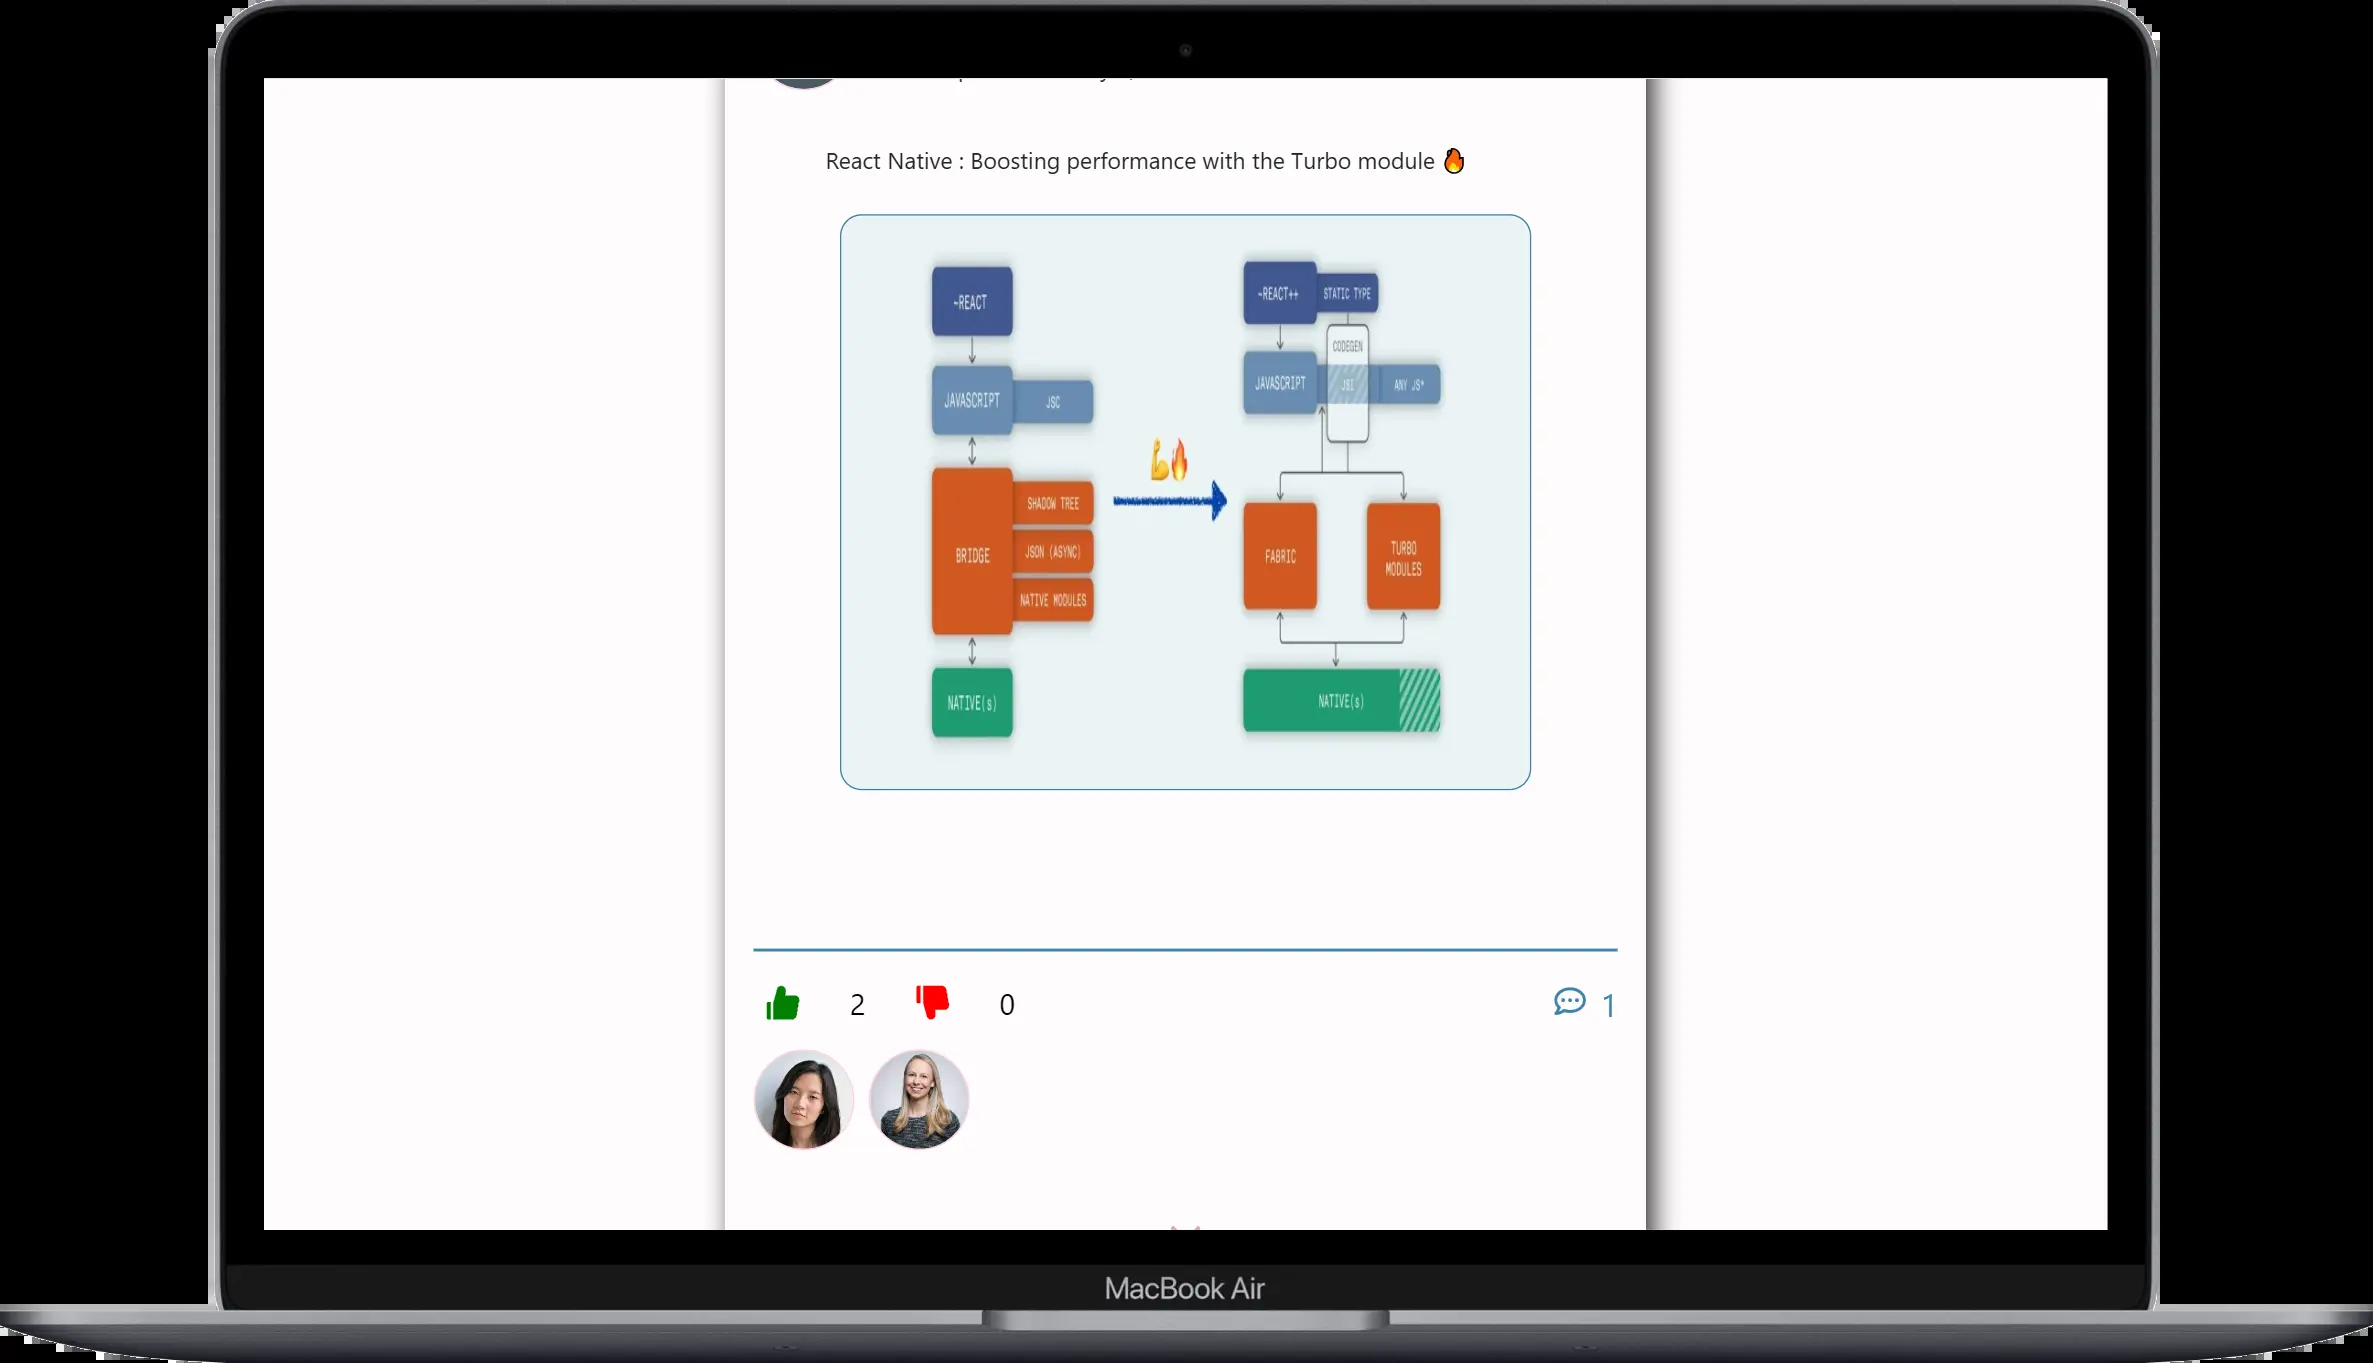 React Native : Boosting performance with the Turbo module 🔥
~REACT
JAVASCRIPT
JSC
BRIDGE
SHADOW TREE
JSON (ASYNC)
NATIVE MODULES
NATIVE(s)
~REACT++
STATIC TYPE
CODEGEN
JAVASCRIPT
JSI
ANY JS*
FABRIC
TURBO
MODULES
NATIVE(s)
2
0
1
MacBook Air